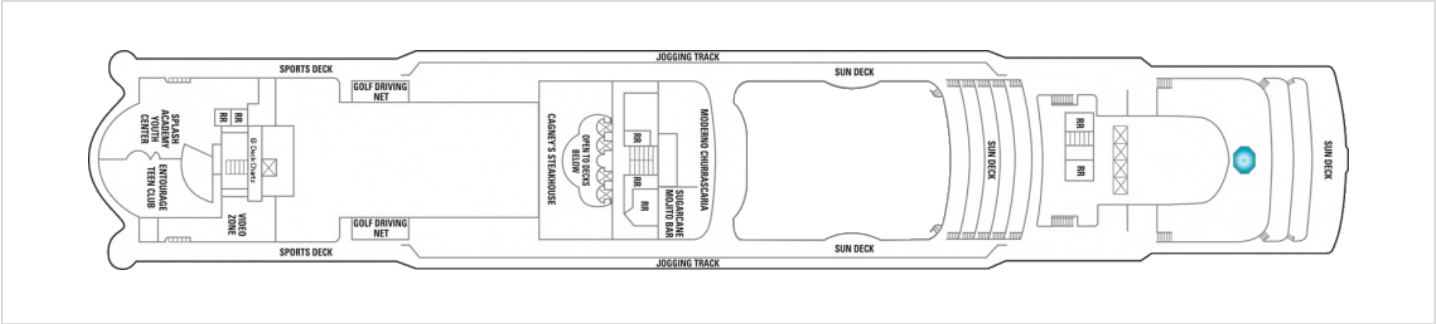 JOGGING TRACK
SPORTS DECK
SUN DECK
GOLF DRIVING
NET
SPLASH
ACADEMY
YOUTH
CENTER
RR
RR
@ Deck Charts
ENTOURAGE
TEEN CLUB
VIDEO
ZONE
CAGNEY'S STEAKHOUSE
OPEN TO DECKS
BELOW
RR
RR
RR
MODERNO CHURRASCARIA
SUGARCANE
MOJITO BAR
SUN DECK
RR
RR
SUN DECK
GOLF DRIVING
NET
SPORTS DECK
SUN DECK
JOGGING TRACK